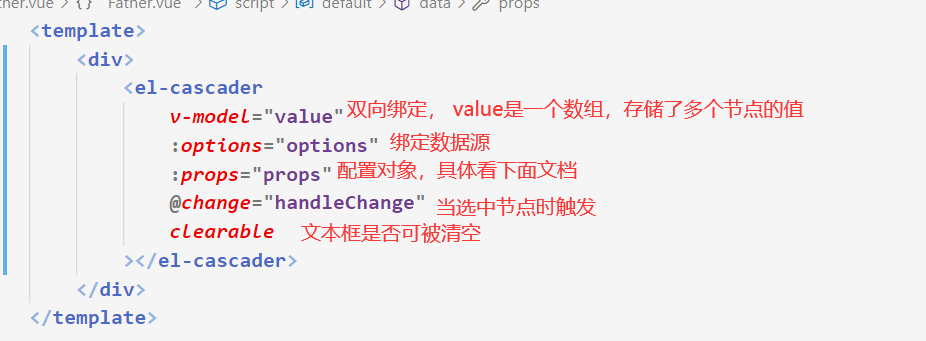 ther.vue > {} Father.vue > script > default > data > props
<template>
<div>
<el-cascader
v-model="value" 双向绑定， value是一个数组，存储了多个节点的值
:options="options" 绑定数据源
:props="props" 配置对象，具体看下面文档
@change="handleChange" 当选中节点时触发
clearable 文本框是否可被清空
></el-cascader>
</div>
</template>